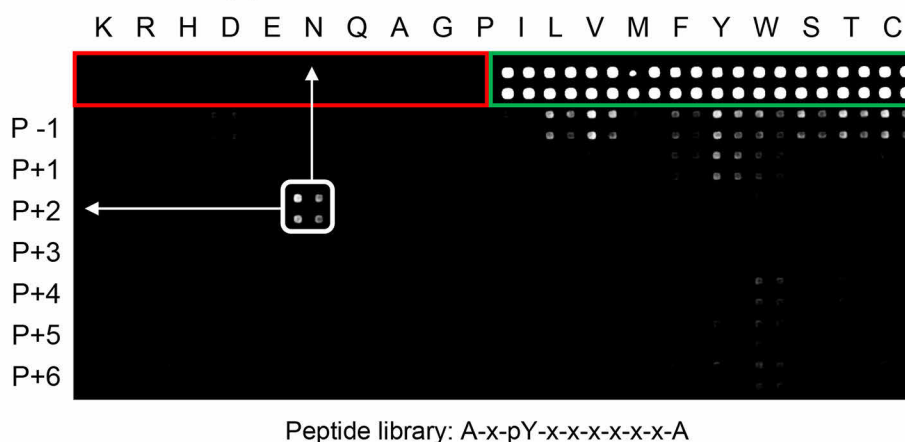 K R H D E N Q A G P I L V M F Y W S T C
P -1
P+1
P+2
P+3
P+4
P+5
P+6
Peptide library: A-x-pY-x-x-x-x-x-x-A